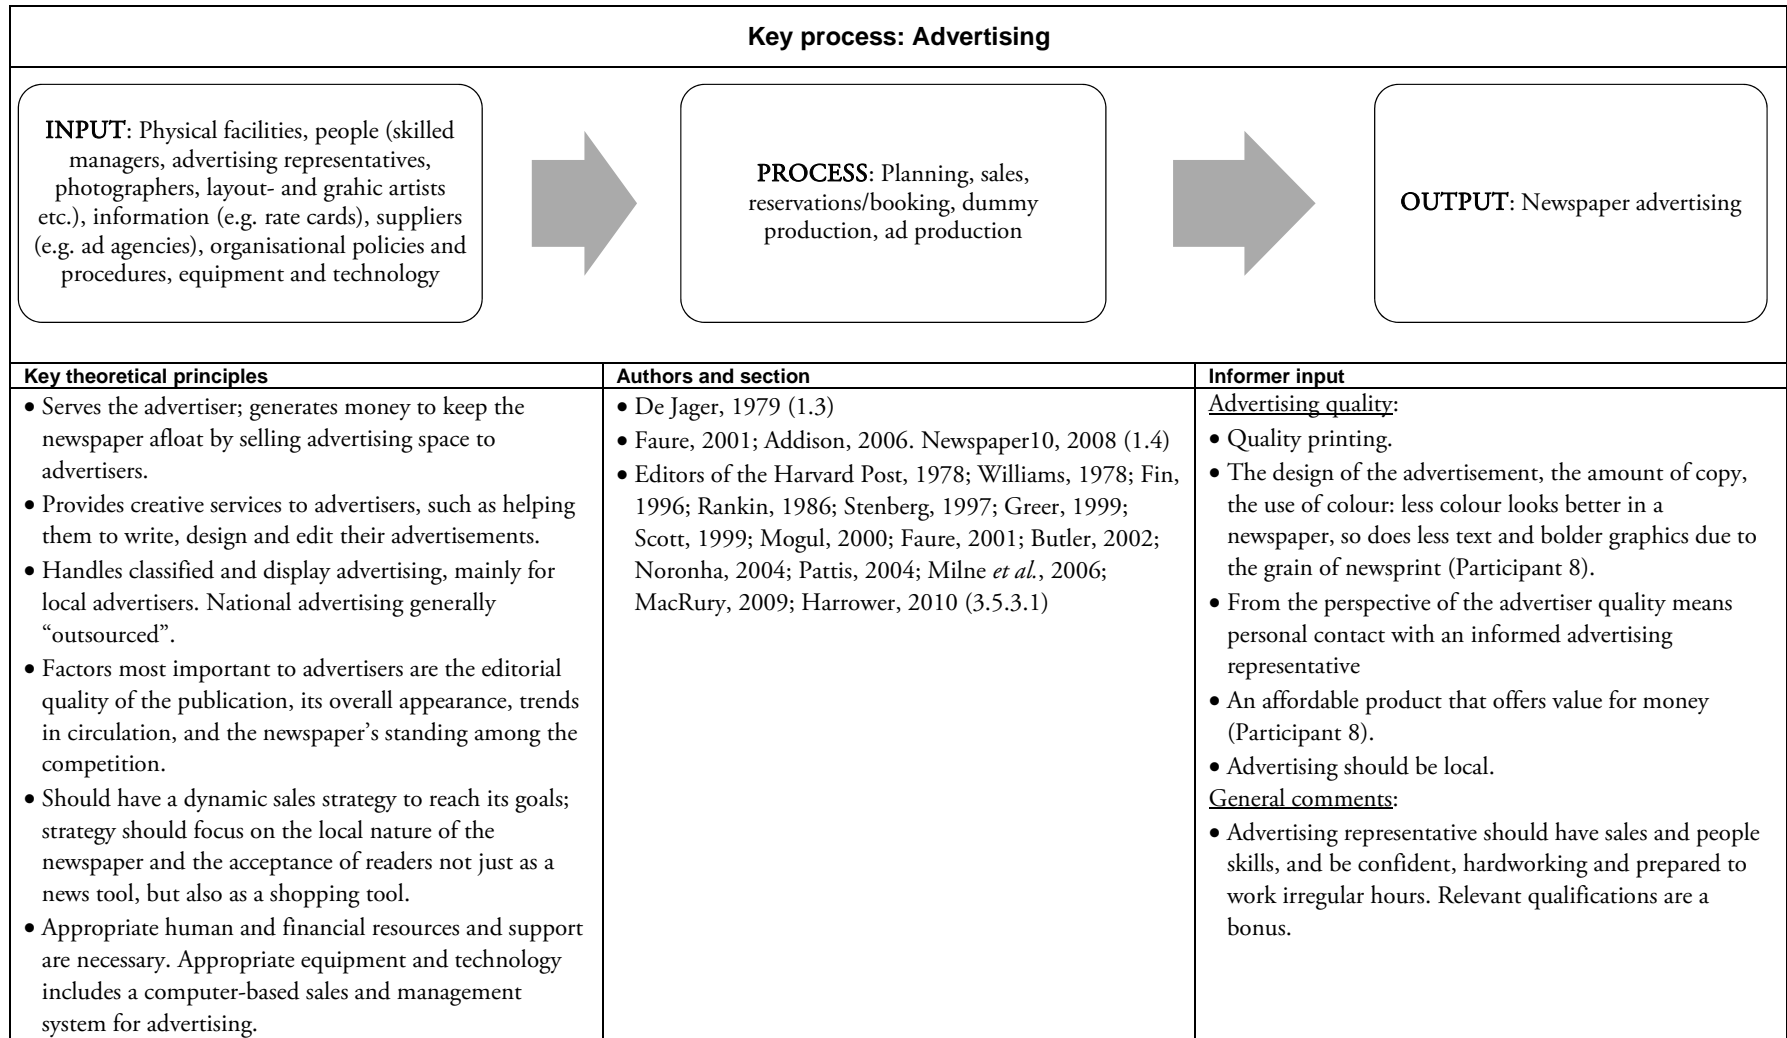 Key process: Advertising
INPUT: Physical facilities, people (skilled
managers, advertising representatives,
photographers, layout- and grahic artists
etc.), information (e.g. rate cards), suppliers
(e.g. ad agencies), organisational policies and
procedures, equipment and technology
PROCESS: Planning, sales,
reservations/booking, dummy
production, ad production
OUTPUT: Newspaper advertising
Key theoretical principles
• Serves the advertiser; generates money to keep the
newspaper afloat by selling advertising space to
advertisers.
• Provides creative services to advertisers, such as helping
them to write, design and edit their advertisements.
• Handles classified and display advertising, mainly for
local advertisers. National advertising generally
“outsourced”.
• Factors most important to advertisers are the editorial
quality of the publication, its overall appearance, trends
in circulation, and the newspaper’s standing among the
competition.
• Should have a dynamic sales strategy to reach its goals;
strategy should focus on the local nature of the
newspaper and the acceptance of readers not just as a
news tool, but also as a shopping tool.
• Appropriate human and financial resources and support
are necessary. Appropriate equipment and technology
includes a computer-based sales and management
system for advertising.
Authors and section
• De Jager, 1979 (1.3)
• Faure, 2001; Addison, 2006. Newspaper10, 2008 (1.4)
• Editors of the Harvard Post, 1978; Williams, 1978; Fin,
1996; Rankin, 1986; Stenberg, 1997; Greer, 1999;
Scott, 1999; Mogul, 2000; Faure, 2001; Butler, 2002;
Noronha, 2004; Pattis, 2004; Milne et al., 2006;
MacRury, 2009; Harrower, 2010 (3.5.3.1)
Informer input
Advertising quality:
• Quality printing.
• The design of the advertisement, the amount of copy,
the use of colour: less colour looks better in a
newspaper, so does less text and bolder graphics due to
the grain of newsprint (Participant 8).
• From the perspective of the advertiser quality means
personal contact with an informed advertising
representative
• An affordable product that offers value for money
(Participant 8).
• Advertising should be local.
General comments:
• Advertising representative should have sales and people
skills, and be confident, hardworking and prepared to
work irregular hours. Relevant qualifications are a
bonus.